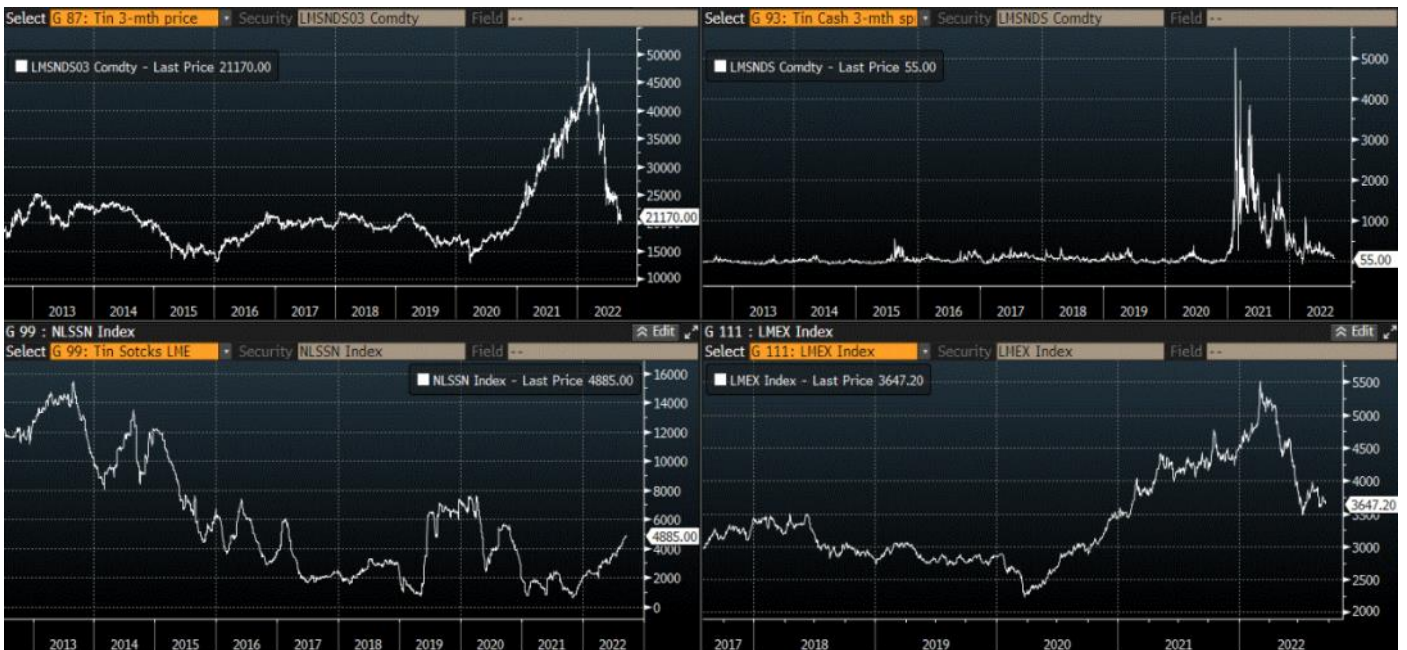 Select G 87: Tin 3-mth price Security LMSNDS03 Comdty Field --
LMSNDS03 Comdty - Last Price 21170.00
50000
45000
40000
35000
30000
25000
21170.00
15000
10000
2013 2014 2015 2016 2017 2018 2019 2020 2021 2022
Select G 93: Tin Cash 3-mth sp Security LMSNDS Comdty Field --
LMSNDS Comdty - Last Price 55.00
5000
4000
3000
2000
1000
55.00
2013 2014 2015 2016 2017 2018 2019 2020 2021 2022
G 99 : NLSSN Index Edit
Select G 99: Tin Sotcks LME Security NLSSN Index Field --
NLSSN Index - Last Price 4885.00
16000
14000
12000
10000
8000
6000
4885.00
4000
2000
0
2013 2014 2015 2016 2017 2018 2019 2020 2021 2022
G 111 : LMEX Index Edit
Select G 111: LMEX Index Security LMEX Index Field --
LMEX Index - Last Price 3647.20
5500
5000
4500
4000
3647.20
3500
3000
2500
2000
2017 2018 2019 2020 2021 2022